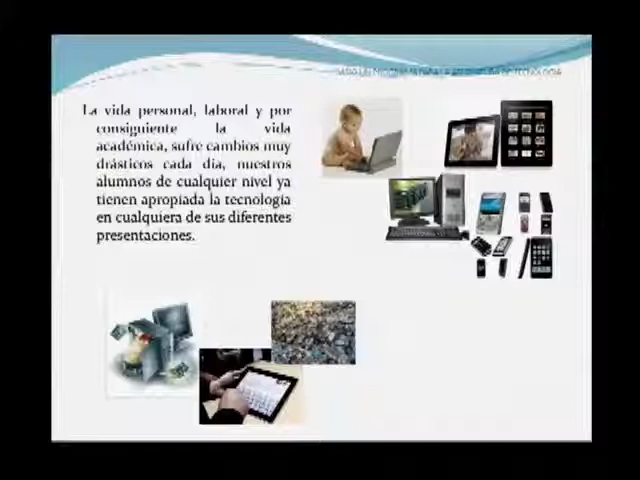 La vida personal, laboral y por
consiguiente la vida
académica, sufre cambios muy
drásticos cada día, nuestros
alumnos de cualquier nivel ya
tienen apropiada la tecnología
en cualquiera de sus diferentes
presentaciones.